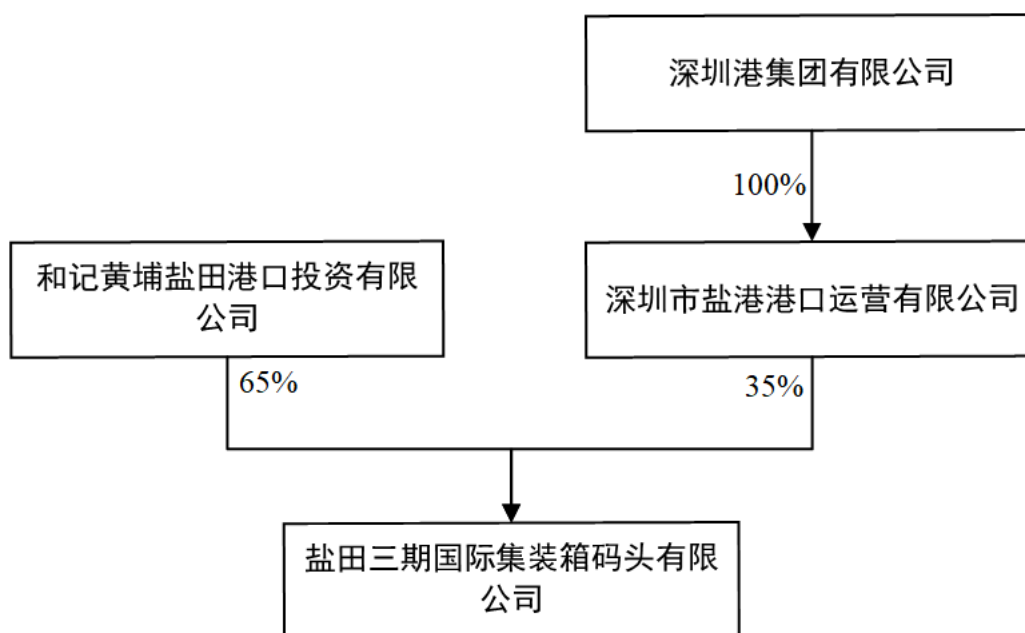 深圳港集团有限公司
100%
和记黄埔盐田港口投资有限
公司
深圳市盐港港口运营有限公司
65%
35%
盐田三期国际集装箱码头有限
公司